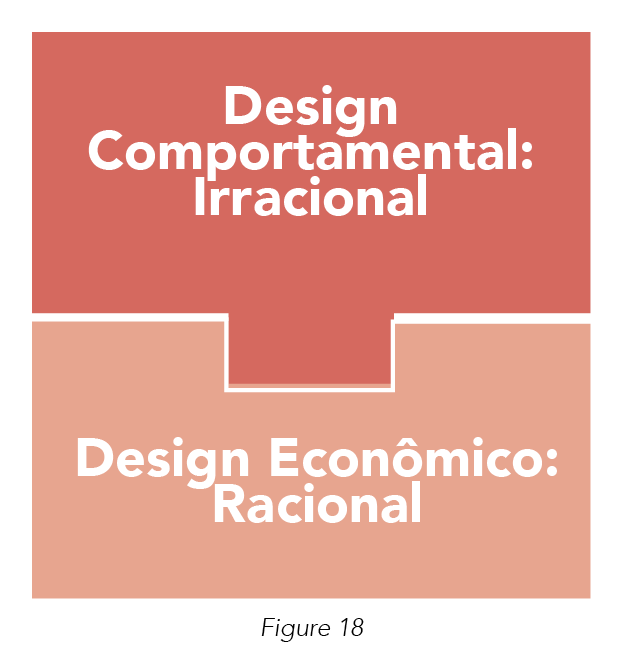 Design
Comportamental:
Irracional
Design Econômico:
Racional
Figure 18